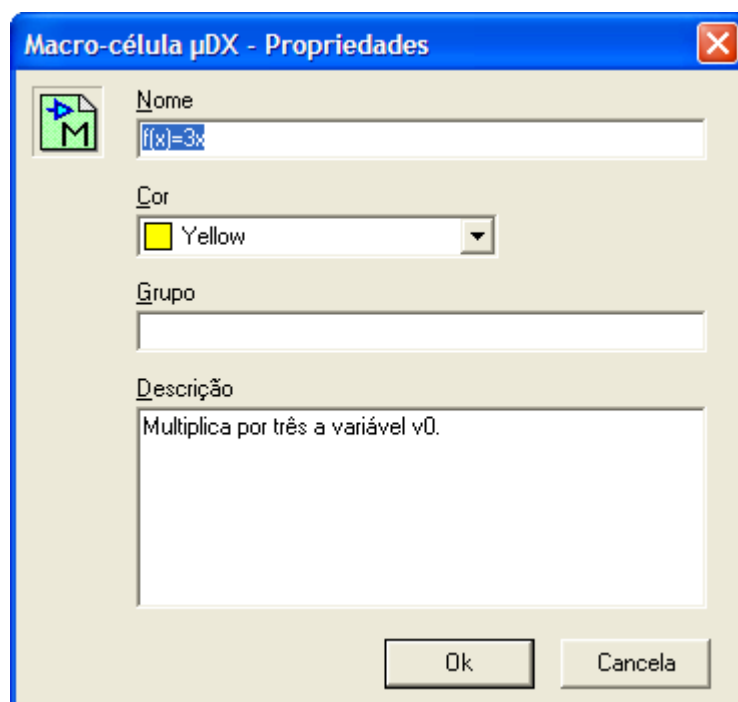 Macro-célula µDX - Propriedades
M
Nome
f(x)=3x
Cor
Yellow
Grupo
Descrição
Multiplica por três a variável v0.
Ok
Cancela